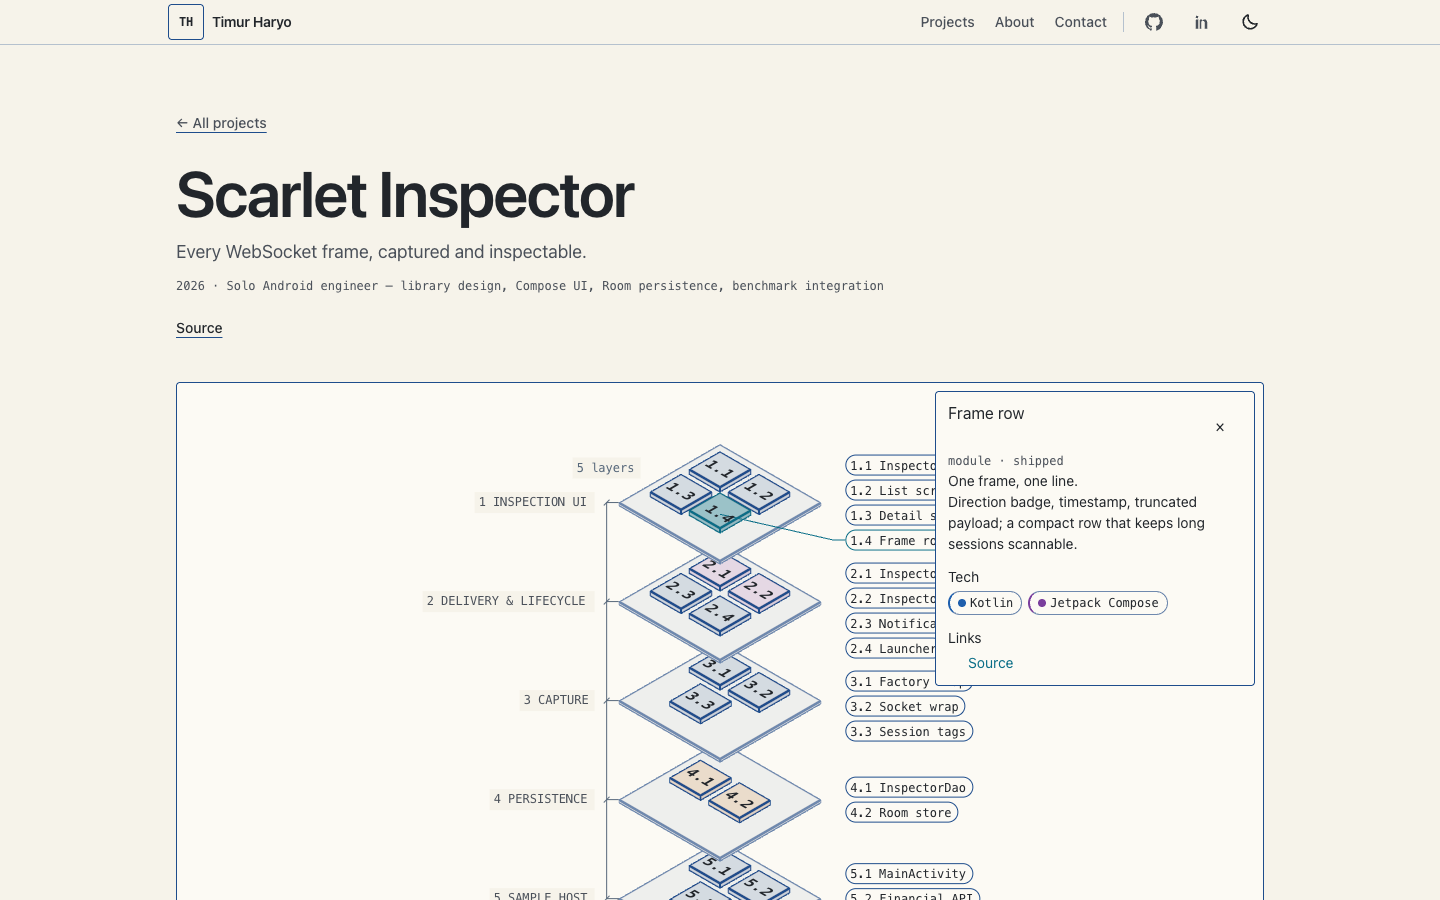 TH Timur Haryo
Projects About Contact in
← All projects
Scarlet Inspector
Every WebSocket frame, captured and inspectable.
2026 · Solo Android engineer — library design, Compose UI, Room persistence, benchmark integration
Source
5 layers
1 INSPECTION UI
2 DELIVERY & LIFECYCLE
3 CAPTURE
4 PERSISTENCE
5 SAMPLE HOST
1.1
1.2
1.3
1.4
2.1
2.2
2.3
2.4
3.1
3.2
3.3
4.1
4.2
5.1
5.2
1.1 Inspecto
1.2 List scr
1.3 Detail s
1.4 Frame ro
2.1 Inspecto
2.2 Inspecto
2.3 Notifica
2.4 Launcher
3.1 Factory
3.2 Socket wrap
3.3 Session tags
4.1 InspectorDao
4.2 Room store
5.1 MainActivity
5.2 Financial API
Frame row
×
module · shipped
One frame, one line.
Direction badge, timestamp, truncated
payload; a compact row that keeps long
sessions scannable.
Tech
Kotlin Jetpack Compose
Links
Source